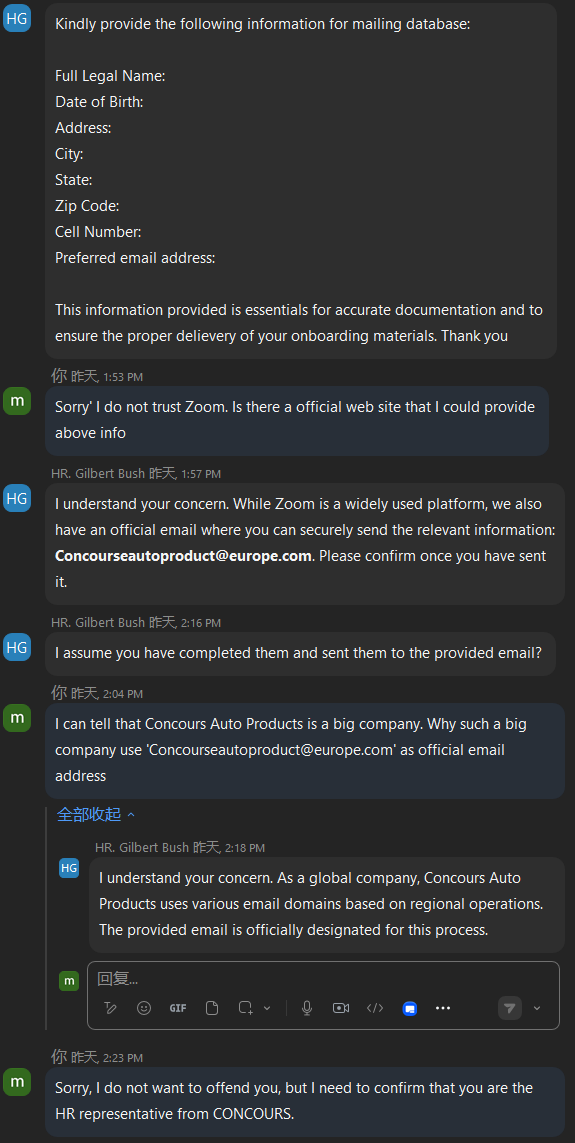 HG
Kindly provide the following information for mailing database:
Full Legal Name:
Date of Birth:
Address:
City:
State:
Zip Code:
Cell Number:
Preferred email address:
This information provided is essentials for accurate documentation and to
ensure the proper delievery of your onboarding materials. Thank you
你 昨天, 1:53 PM
m
Sorry' I do not trust Zoom. Is there a official web site that I could provide
above info
HR. Gilbert Bush 昨天, 1:57 PM
HG
I understand your concern. While Zoom is a widely used platform, we also
have an official email where you can securely send the relevant information:
Concourseautoproduct@europe.com. Please confirm once you have sent
it.
HR. Gilbert Bush 昨天, 2:16 PM
HG
I assume you have completed them and sent them to the provided email?
你 昨天, 2:04 PM
m
I can tell that Concours Auto Products is a big company. Why such a big
company use 'Concourseautoproduct@europe.com' as official email
address
全部收起
HR. Gilbert Bush 昨天, 2:18 PM
HG
I understand your concern. As a global company, Concours Auto
Products uses various email domains based on regional operations.
The provided email is officially designated for this process.
m
回复...
GIF
你 昨天, 2:23 PM
m
Sorry, I do not want to offend you, but I need to confirm that you are the
HR representative from CONCOURS.